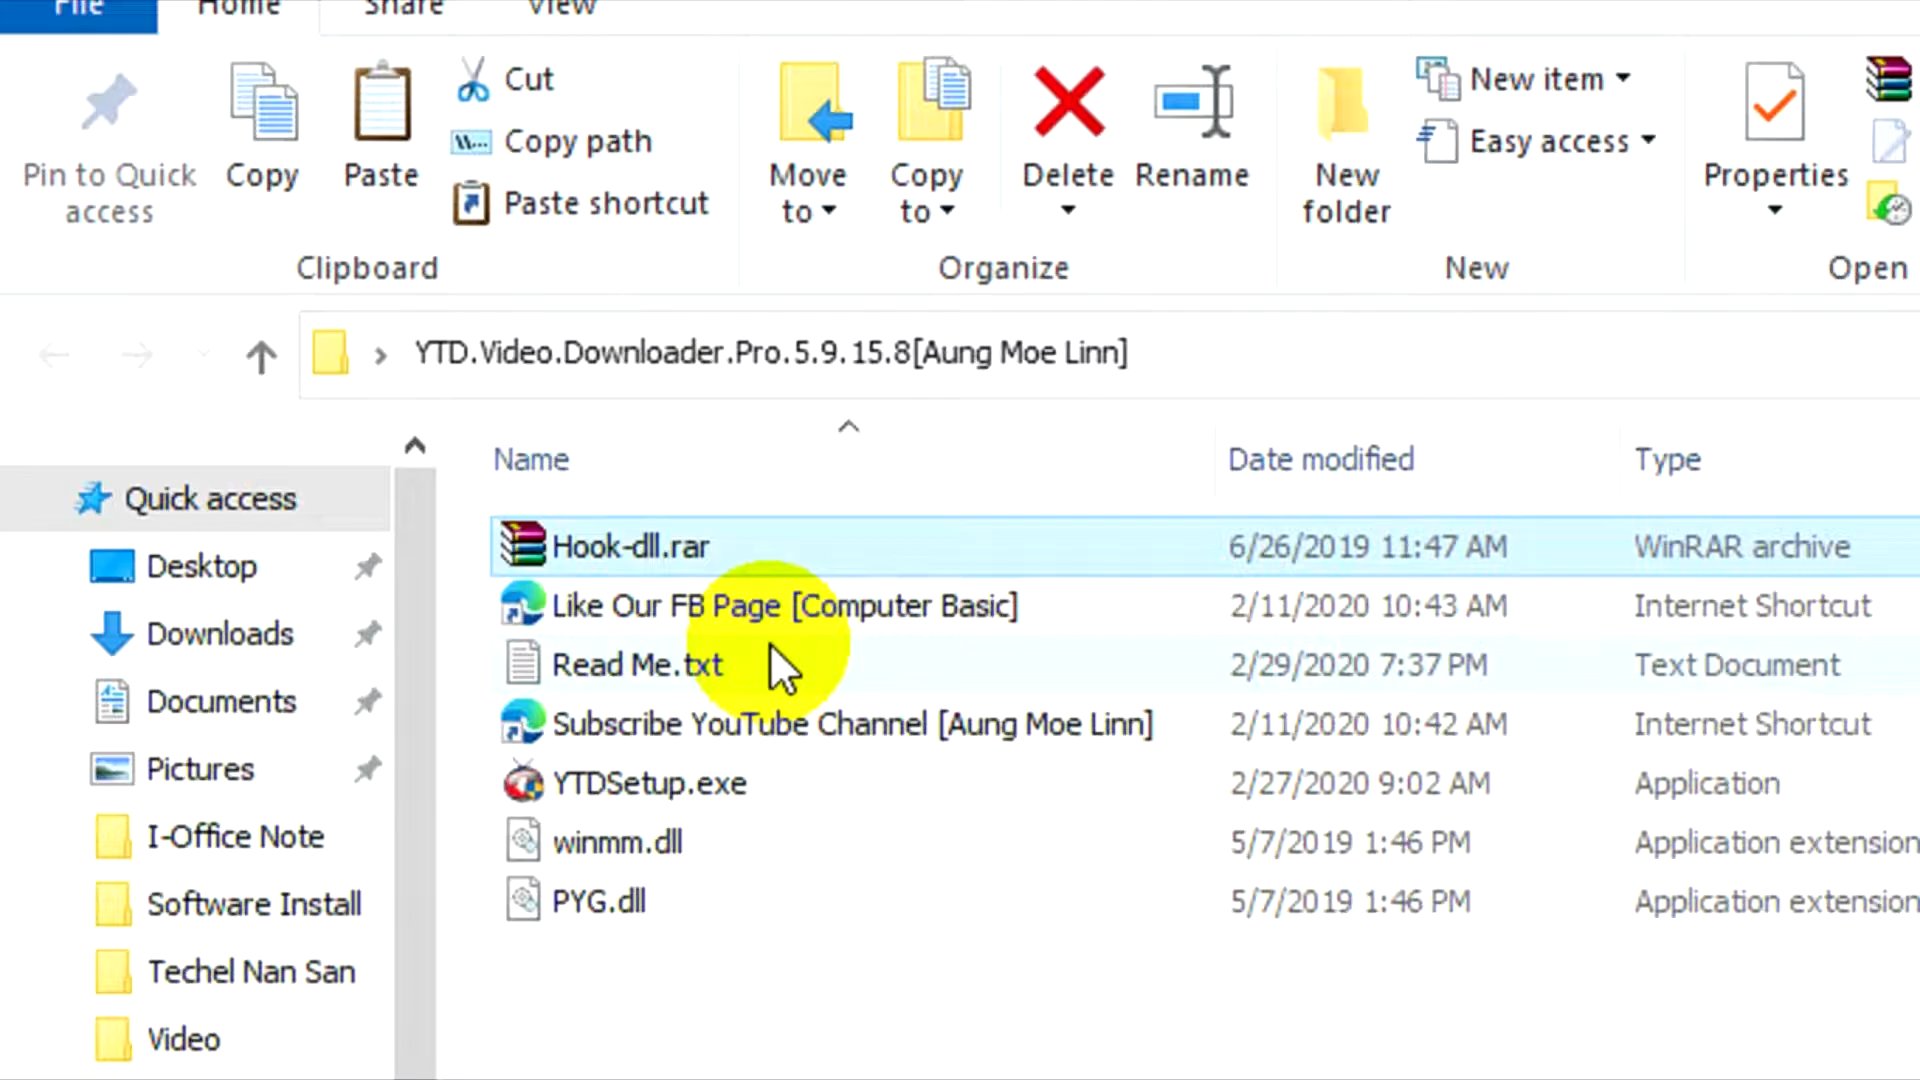 File Home Share View
Pin to Quick access
Copy
Paste
Cut
Copy path
Paste shortcut
Clipboard
Move to
Copy to
Delete
Rename
Organize
New folder
New item
Easy access
New
Properties
Open
YTD.Video.Downloader.Pro.5.9.15.8[Aung Moe Linn]
Quick access
Desktop
Downloads
Documents
Pictures
I-Office Note
Software Install
Techel Nan San
Video
Name Date modified Type
Hook-dll.rar 6/26/2019 11:47 AM WinRAR archive
Like Our FB Page [Computer Basic] 2/11/2020 10:43 AM Internet Shortcut
Read Me.txt 2/29/2020 7:37 PM Text Document
Subscribe YouTube Channel [Aung Moe Linn] 2/11/2020 10:42 AM Internet Shortcut
YTDSetup.exe 2/27/2020 9:02 AM Application
winmm.dll 5/7/2019 1:46 PM Application extension
PYG.dll 5/7/2019 1:46 PM Application extension